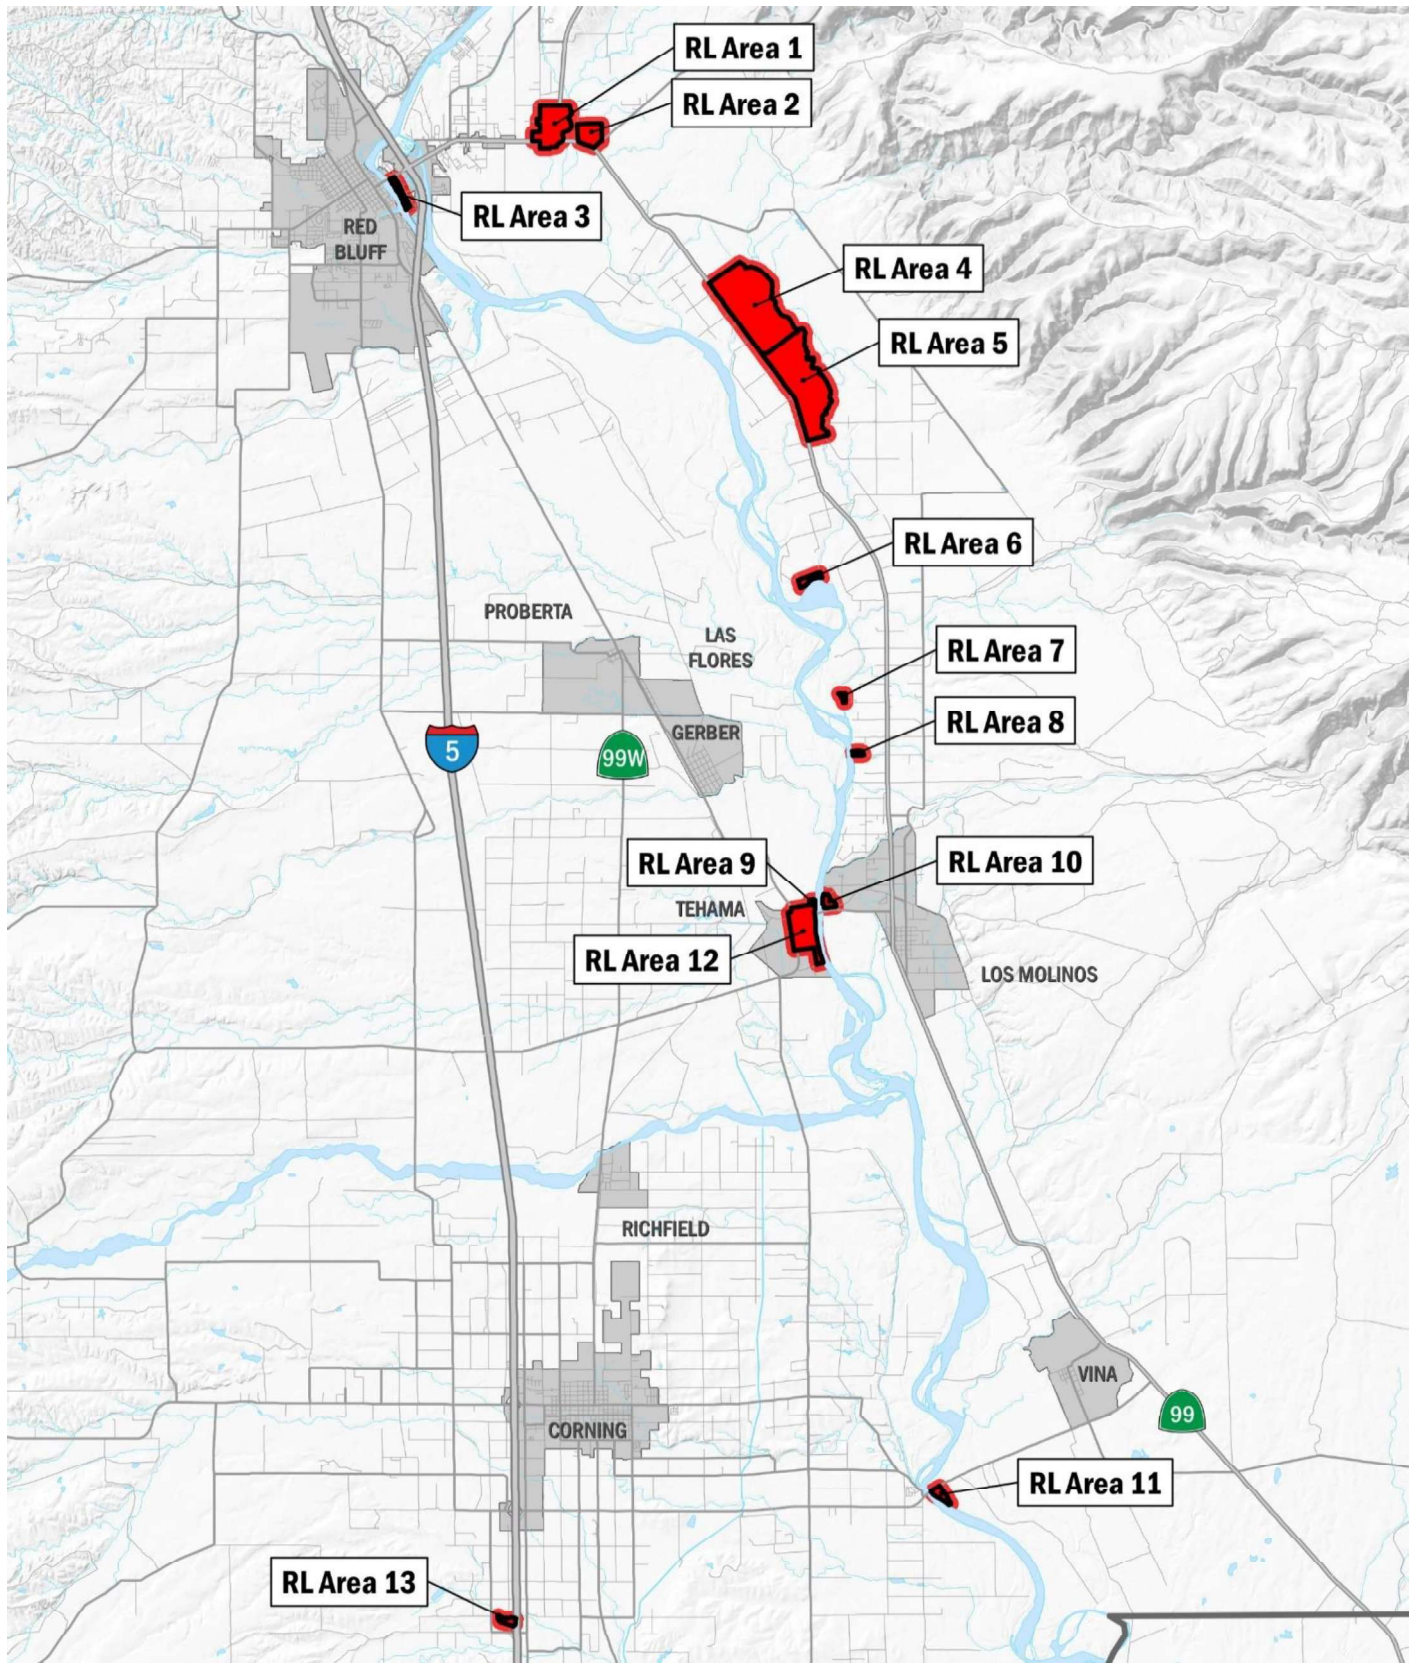 RL Area 1
RL Area 2
RL Area 3
RED
BLUFF
RL Area 4
RL Area 5
RL Area 6
PROBERTA
LAS
FLORES
RL Area 7
RL Area 8
GERBER
5
99W
RL Area 9
RL Area 10
TEHAMA
RL Area 12
LOS MOLINOS
RICHFIELD
VINA
99
CORNING
RL Area 11
RL Area 13